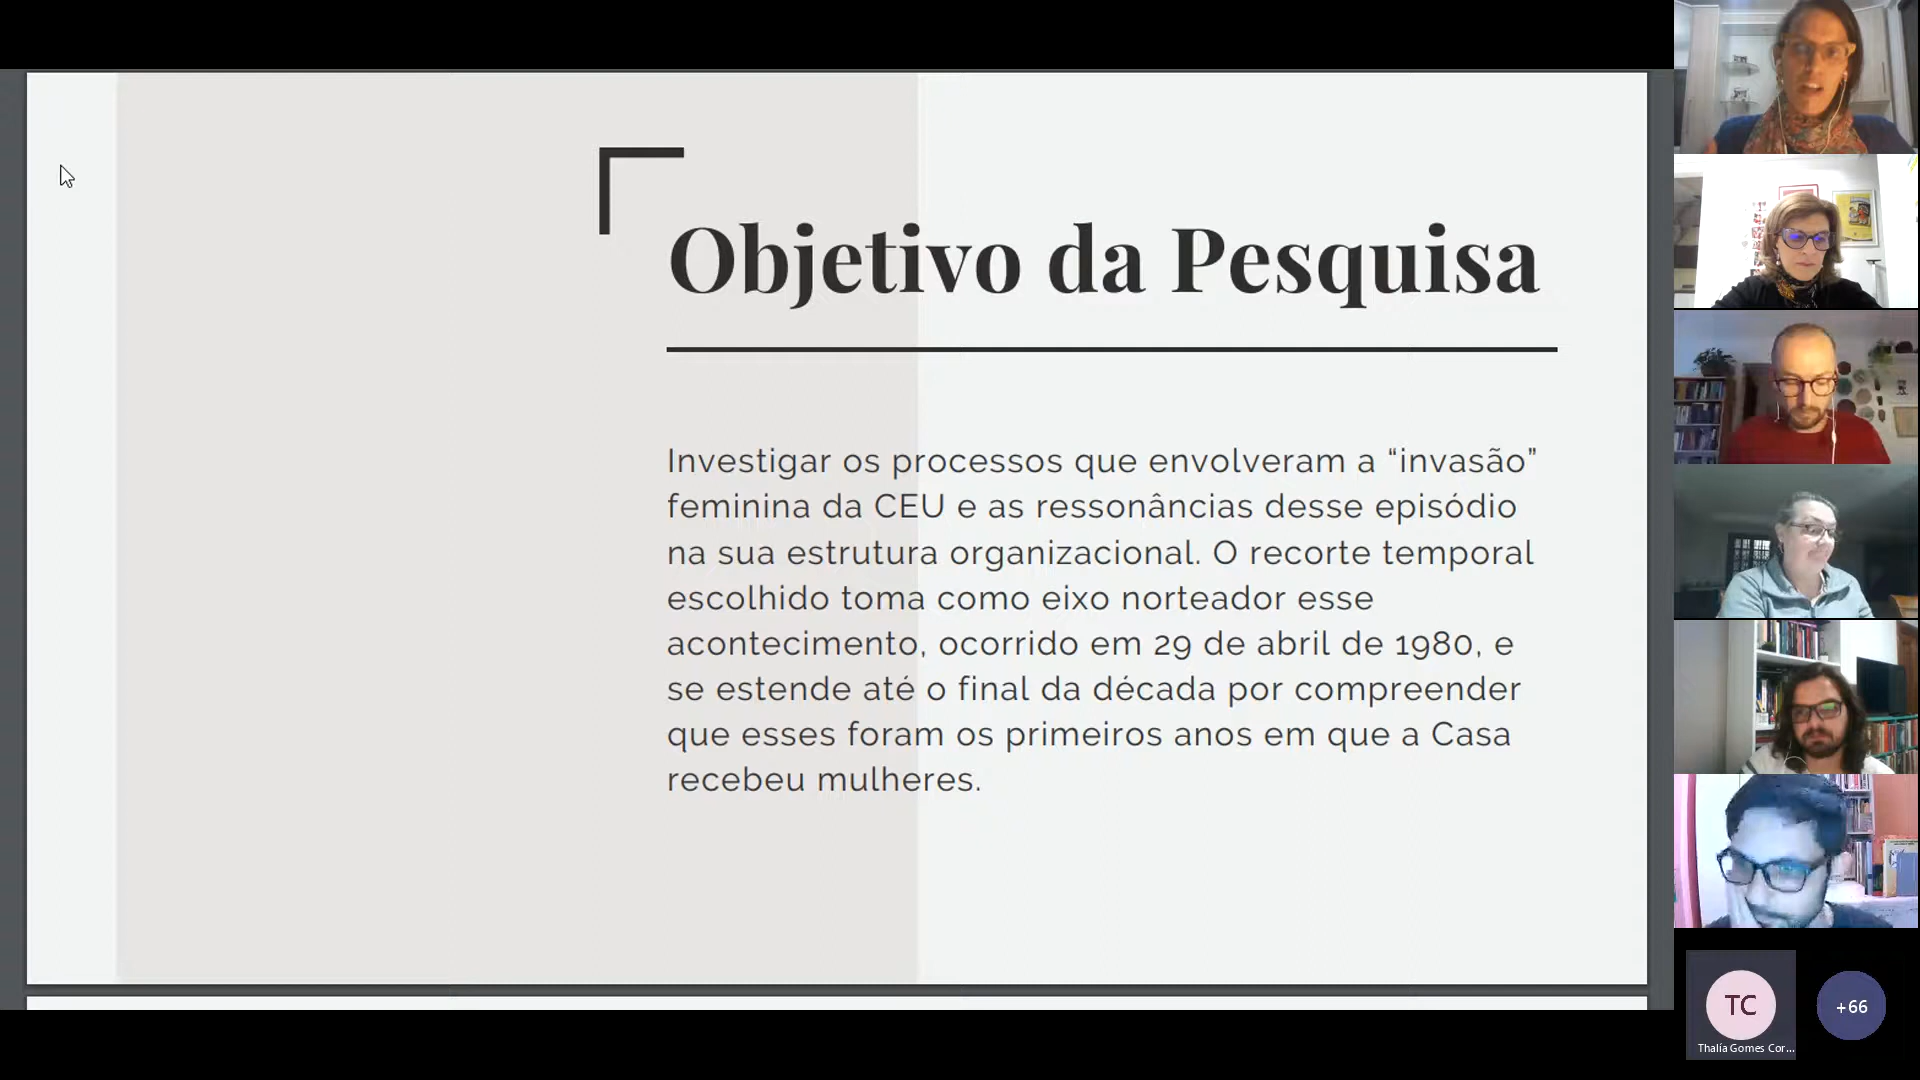 Objetivo da Pesquisa
Investigar os processos que envolveram a “invasão”
feminina da CEU e as ressonâncias desse episódio
na sua estrutura organizacional. O recorte temporal
escolhido toma como eixo norteador esse
acontecimento, ocorrido em 29 de abril de 1980, e
se estende até o final da década por compreender
que esses foram os primeiros anos em que a Casa
recebeu mulheres.
TC
+66
Thalía Gomes Cor...